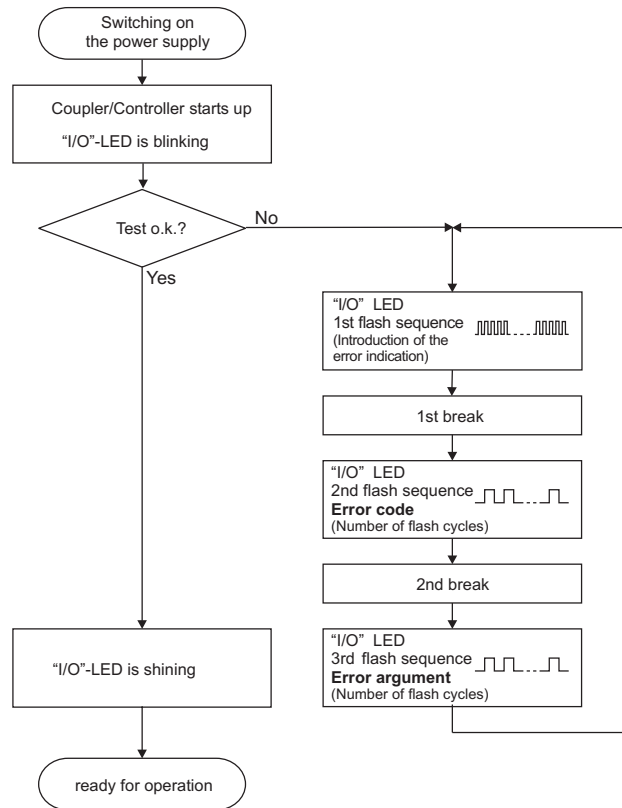 Switching on
the power supply
Coupler/Controller starts up
"I/O"-LED is blinking
Test o.k.?
No
Yes
"I/O" LED
1st flash sequence
(Introduction of the
error indication)
1st break
"I/O" LED
2nd flash sequence
Error code
(Number of flash cycles)
2nd break
"I/O" LED
3rd flash sequence
Error argument
(Number of flash cycles)
"I/O"-LED is shining
ready for operation